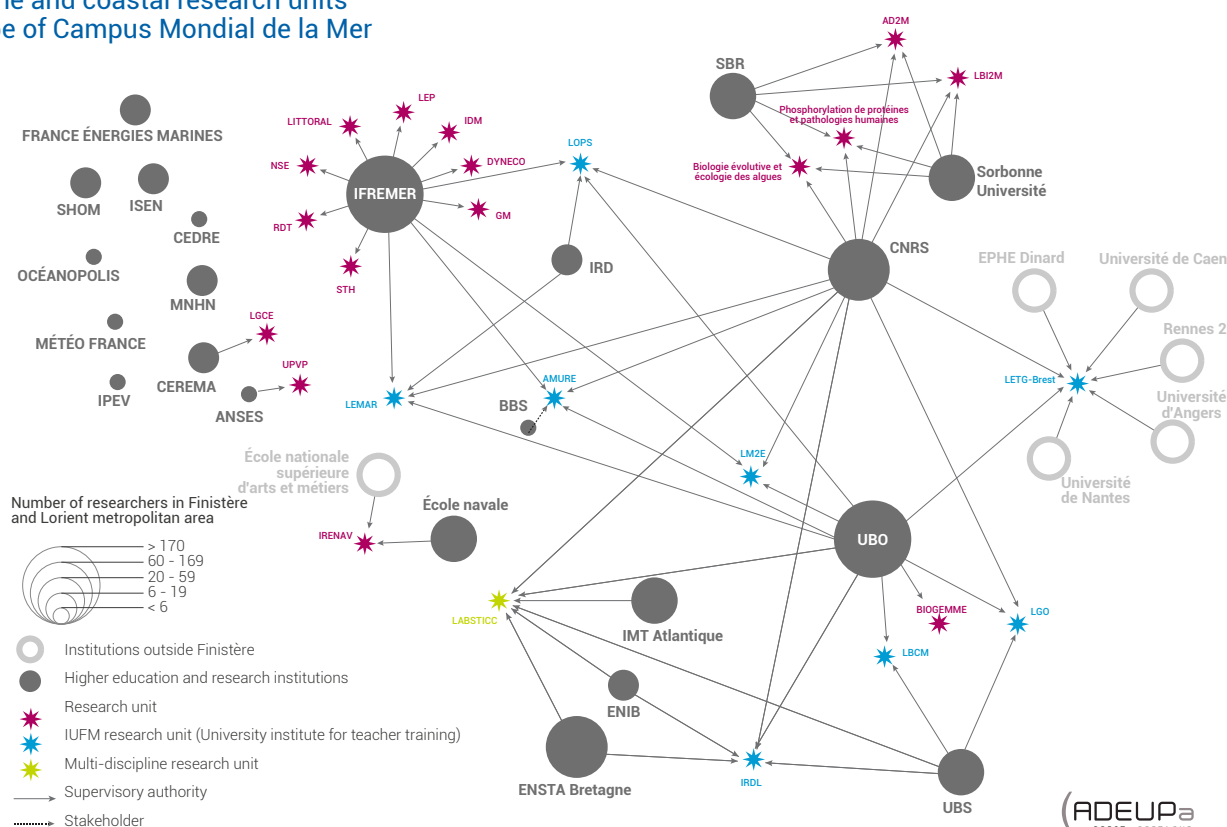 ne and coastal research units
pe of Campus Mondial de la Mer
AD2M
SBR
LBI2M
LEP
FRANCE ÉNERGIES MARINES
LITTORAL
IDM
Phosphorylation de protéines
et pathologies humaines
LOPS
NSE
DYNECO
Biologie évolutive et
écologie des algues
Sorbonne
Université
IFREMER
SHOM
ISEN
GM
RDT
CEDRE
CNRS
EPHE Dinard
Université de Caen
IRD
OCÉANOPOLIS
STH
MNHN
LGCE
Rennes 2
MÉTÉO FRANCE
UPVP
CEREMA
AMURE
LETG-Brest
IPEV
ANSES
LEMAR
BBS
Université
d'Angers
École nationale
supérieure
d'arts et métiers
LM2E
Université
de Nantes
Number of researchers in Finistère
and Lorient metropolitan area
École navale
IRENAV
UBO
> 170
60 - 169
20 - 59
6 - 19
< 6
BIOGEMME
LGO
LABSTICC
IMT Atlantique
LBCM
Institutions outside Finistère
Higher education and research institutions
Research unit
IUFM research unit (University institute for teacher training)
Multi-discipline research unit
Supervisory authority
Stakeholder
ENIB
ENSTA Bretagne
IRDL
UBS
ADEUPa